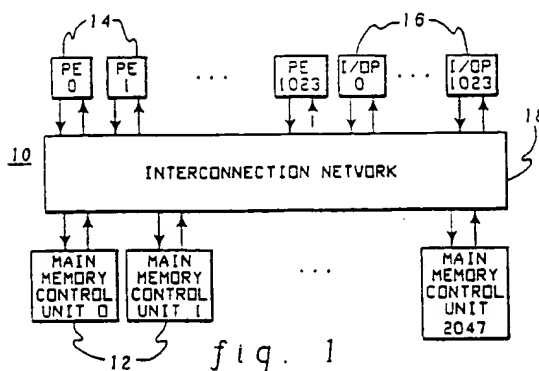 14
16
PE
0
PE
1
. . .
PE
1023
I/OP
0
. . .
I/OP
1023
18
10
INTERCONNECTION NETWORK
MAIN
MEMORY
CONTROL
UNIT 0
MAIN
MEMORY
CONTROL
UNIT 1
. . .
MAIN
MEMORY
CONTROL
UNIT
2047
12
fig. 1